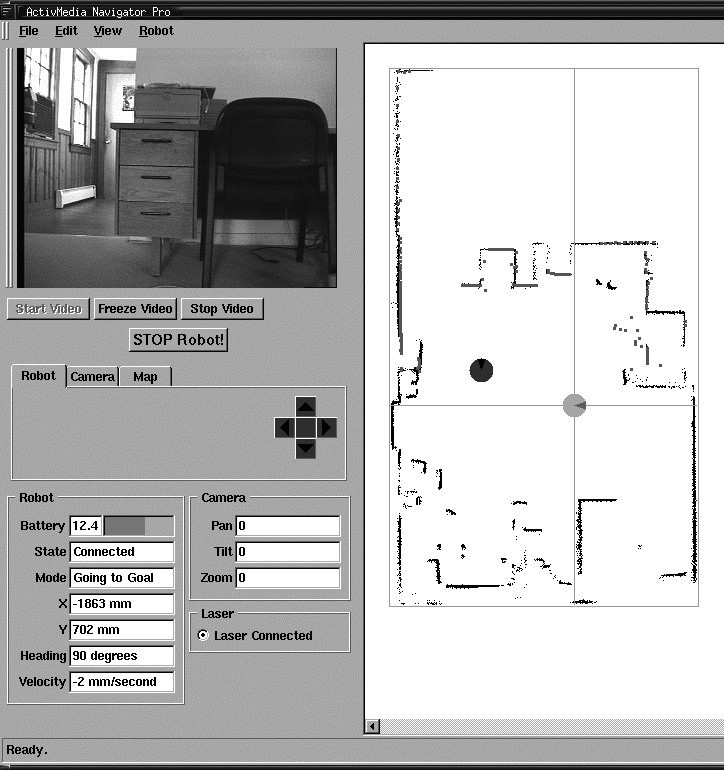 ActivMedia Navigator Pro
File Edit View Robot
Start Video Freeze Video Stop Video
STOP Robot!
Robot Camera Map
Robot
Battery 12.4
State Connected
Mode Going to Goal
X -1863 mm
Y 702 mm
Heading 90 degrees
Velocity -2 mm/second
Camera
Pan 0
Tilt 0
Zoom 0
Laser
Laser Connected
Ready.